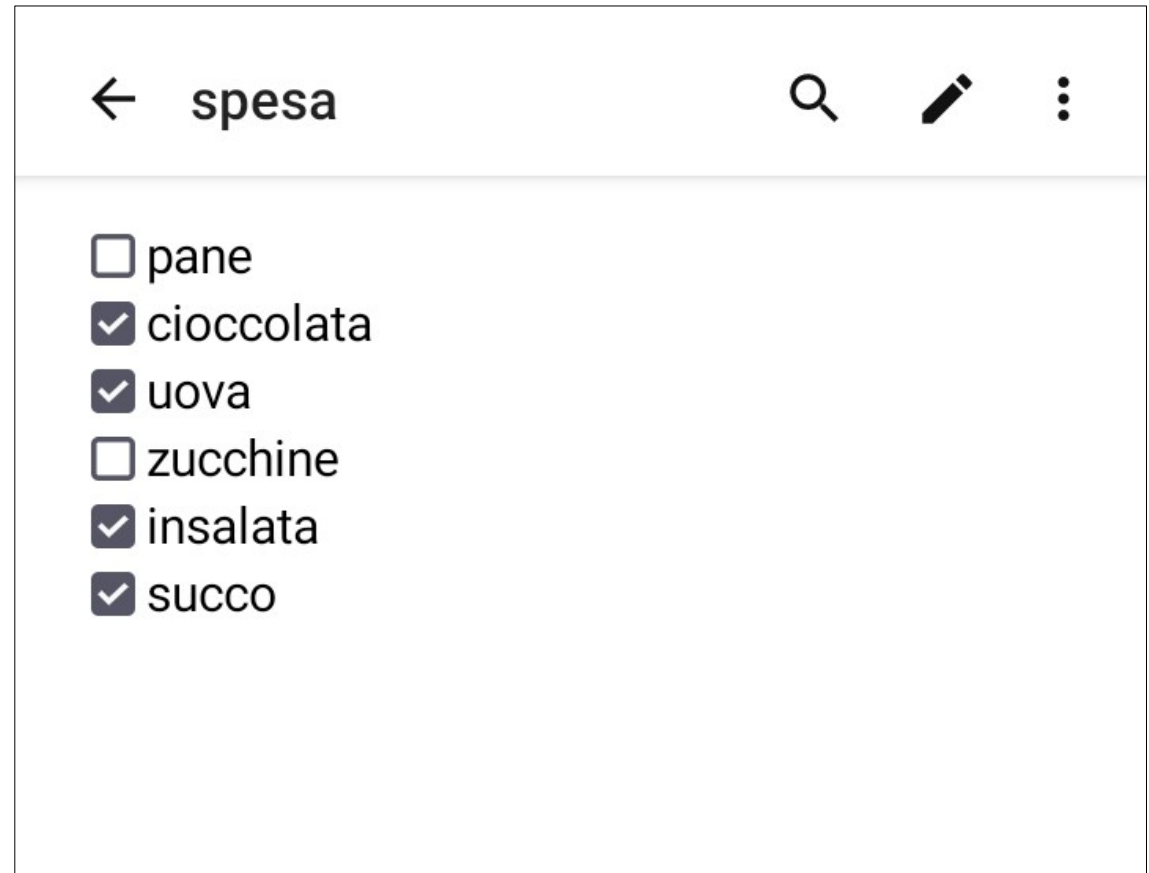 spesa
pane
cioccolata
uova
zucchine
insalata
succo